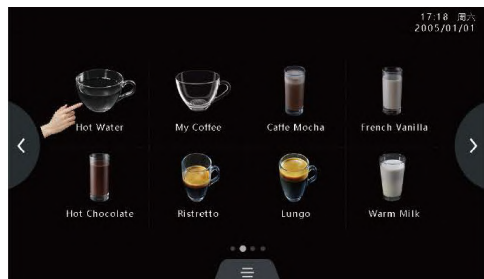 17:18 周六
2005/01/01
Hot Water
My Coffee
Caffe Mocha
French Vanilla
Hot Chocolate
Ristretto
Lungo
Warm Milk